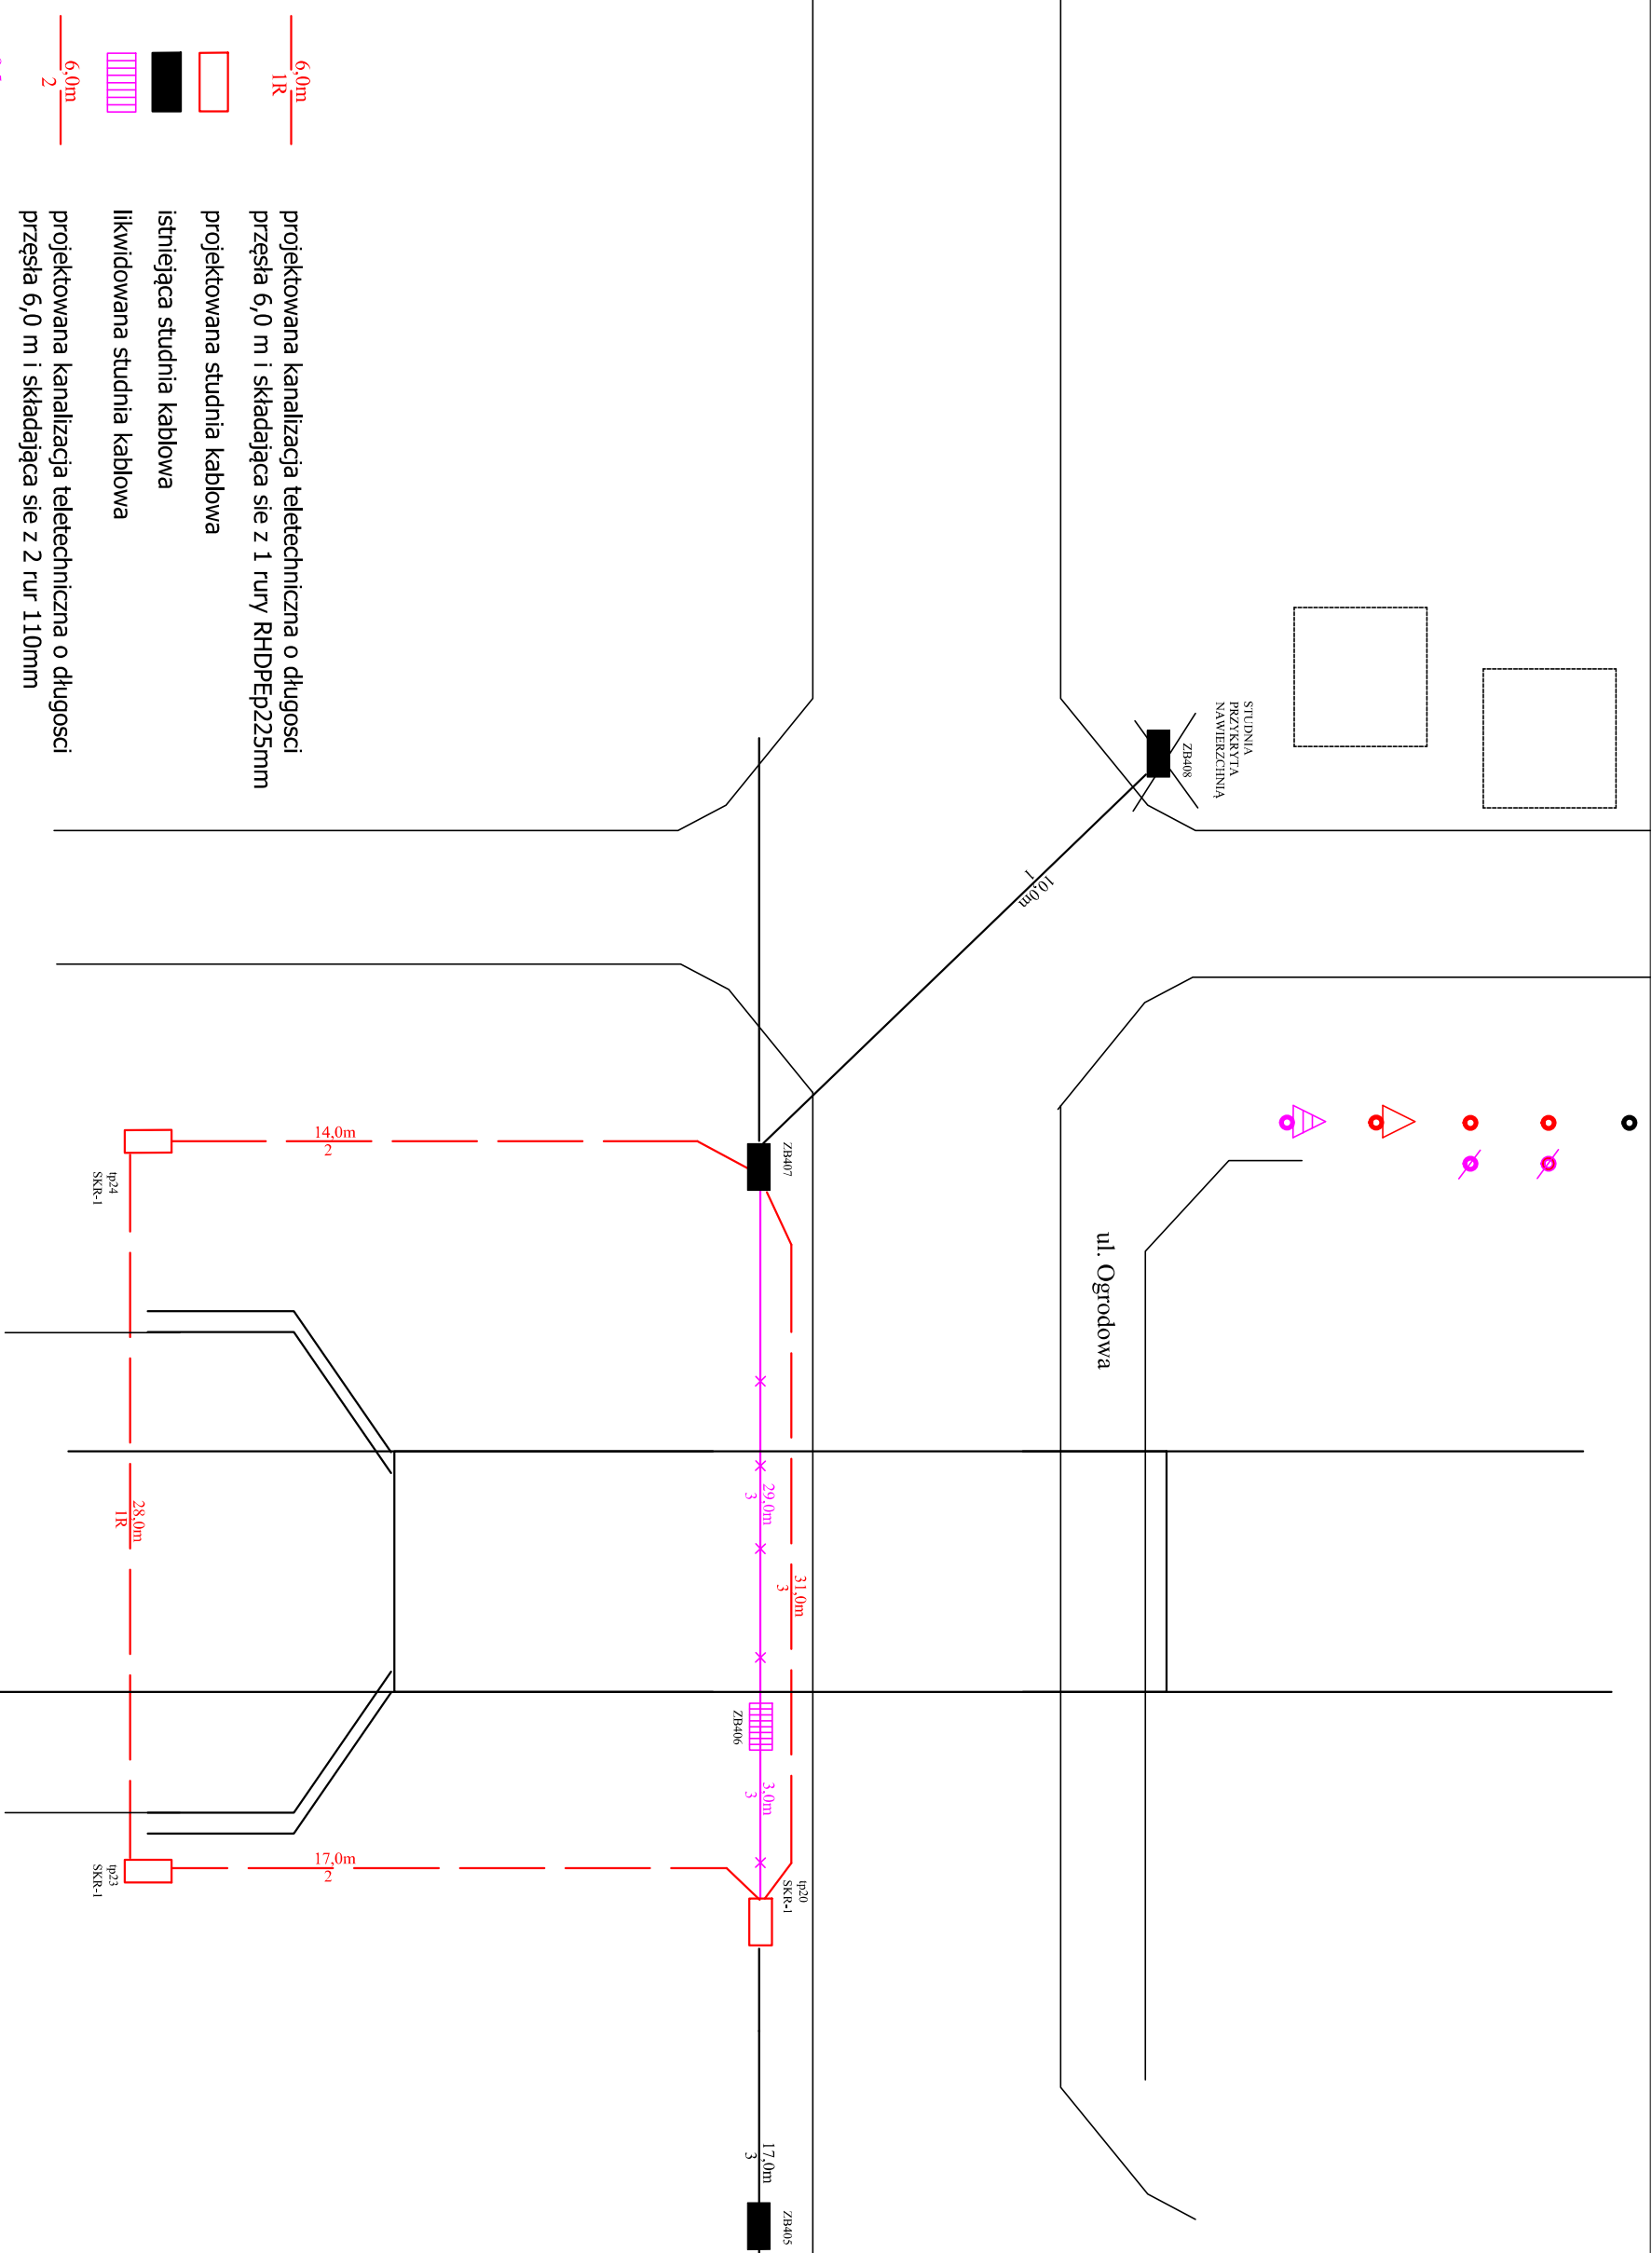 STUDNIA
PRZYKRYTA
NAWIERZCHNIĄ
ZB408
10,0m
1
ul. Ogrodowa
ZB407
31,0m
3
29,0m
3
ZB406
3,0m
3
tp20
SKR-1
17,0m
3
ZB405
14,0m
2
tp24
SKR-1
28,0m
1R
17,0m
2
tp23
SKR-1
6,0m
1R
projektowana kanalizacja teletechniczna o długosci
przęsła 6,0 m i składająca sie z 1 rury RHDPEp225mm
projektowana studnia kablowa
istniejąca studnia kablowa
likwidowana studnia kablowa
6,0m
2
projektowana kanalizacja teletechniczna o długosci
przęsła 6,0 m i składająca sie z 2 rur 110mm